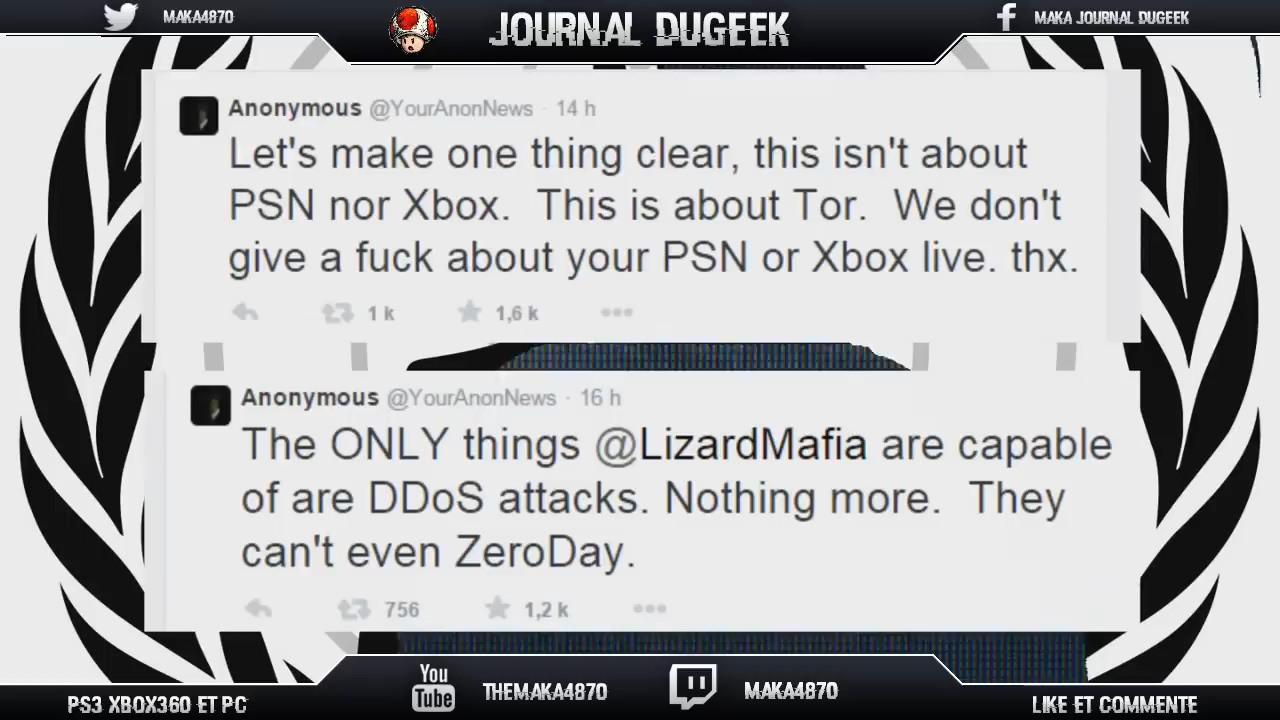 MAKA4870
JOURNAL DUGEEK
MAKA JOURNAL DUGEEK
Anonymous @YourAnonNews · 14 h
Let's make one thing clear, this isn't about
PSN nor Xbox. This is about Tor. We don't
give a fuck about your PSN or Xbox live. thx.
1 k 1,6 k
Anonymous @YourAnonNews · 16 h
The ONLY things @LizardMafia are capable
of are DDoS attacks. Nothing more. They
can't even ZeroDay.
756 1,2 k
PS3 XBOX360 ET PC
You
Tube
THEMAKA4870
MAKA4870
LIKE ET COMMENTE